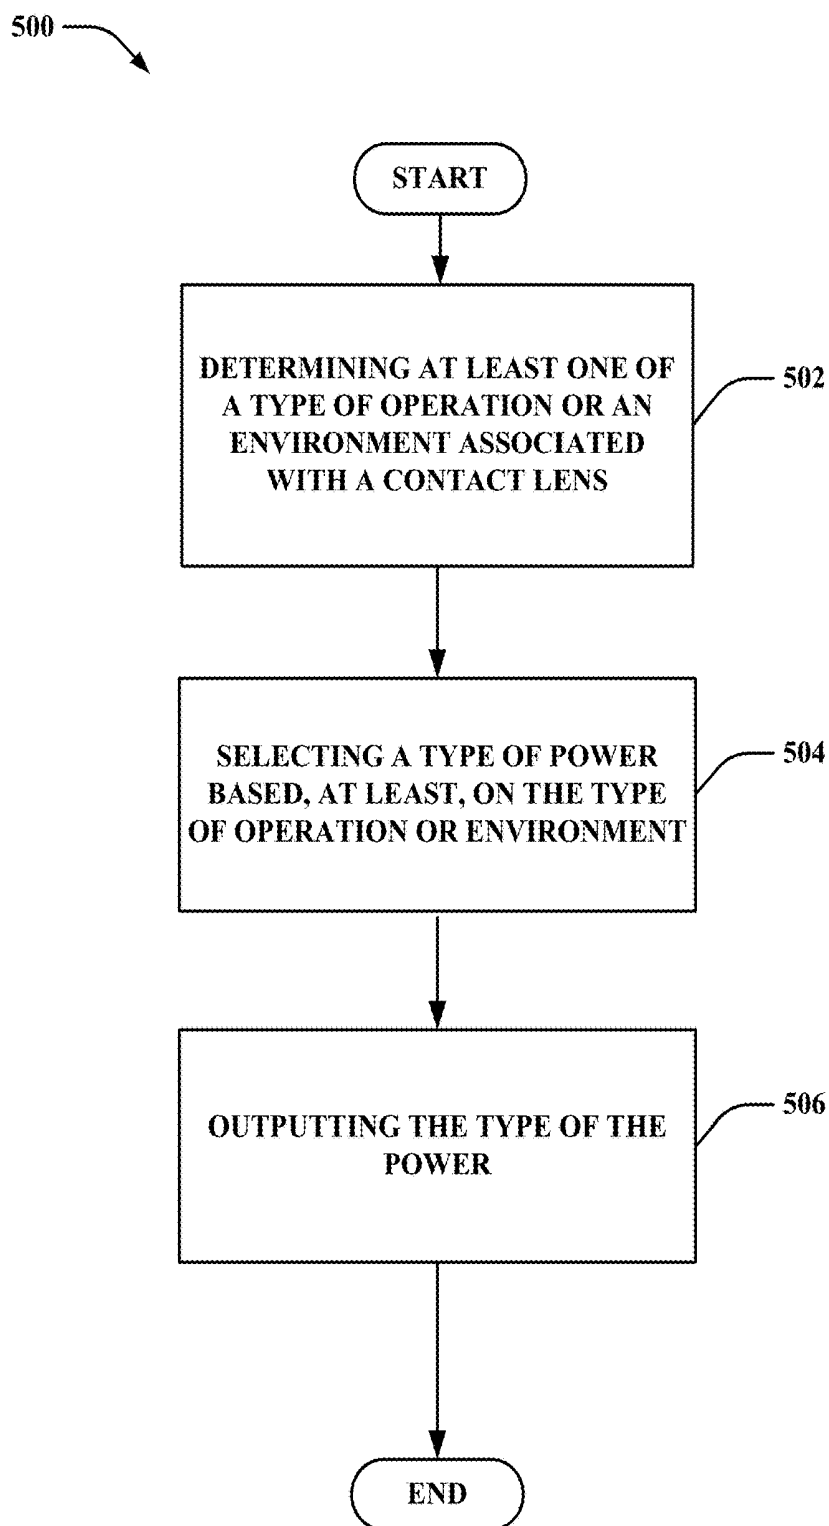 500
START
DETERMINING AT LEAST ONE OF
A TYPE OF OPERATION OR AN
ENVIRONMENT ASSOCIATED
WITH A CONTACT LENS
502
SELECTING A TYPE OF POWER
BASED, AT LEAST, ON THE TYPE
OF OPERATION OR ENVIRONMENT
504
OUTPUTTING THE TYPE OF THE
POWER
506
END